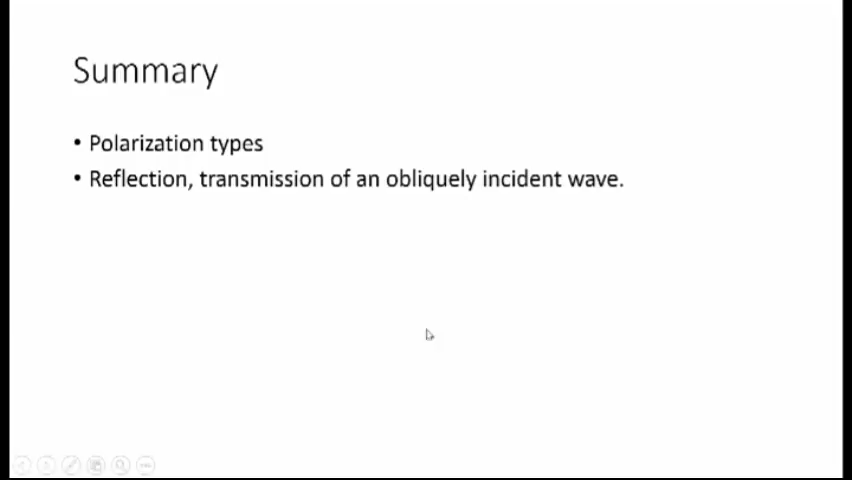 Summary
• Polarization types
• Reflection, transmission of an obliquely incident wave.